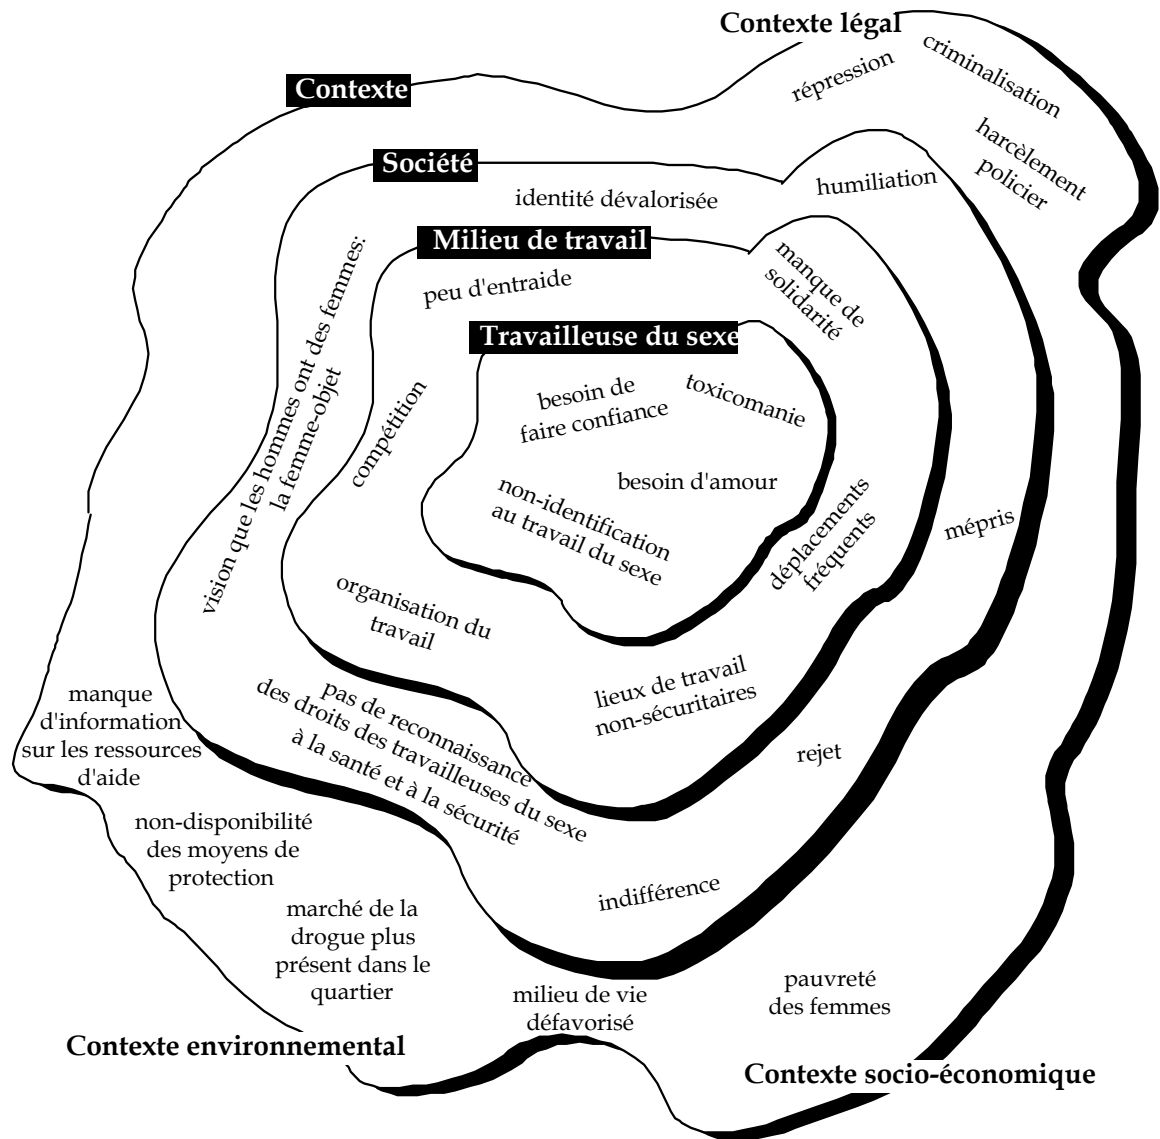 Contexte légal
répression
criminalisation
harcèlement
policier
Contexte
Société
identité dévalorisée
humiliation
Milieu de travail
peu d'entraide
manque de
solidarité
vision que les hommes ont des femmes:
la femme-objet
compétition
Travailleuse du sexe
besoin de
faire confiance
toxicomanie
besoin d'amour
non-identification
au travail du sexe
déplacements
fréquents
mépris
organisation du
travail
lieux de travail
non-sécuritaires
pas de reconnaissance
des droits des travailleuses du sexe
à la santé et à la sécurité
rejet
indifférence
manque
d'information
sur les ressources
d'aide
non-disponibilité
des moyens de
protection
marché de la
drogue plus
présent dans le
quartier
milieu de vie
défavorisé
pauvreté
des femmes
Contexte environnemental
Contexte socio-économique